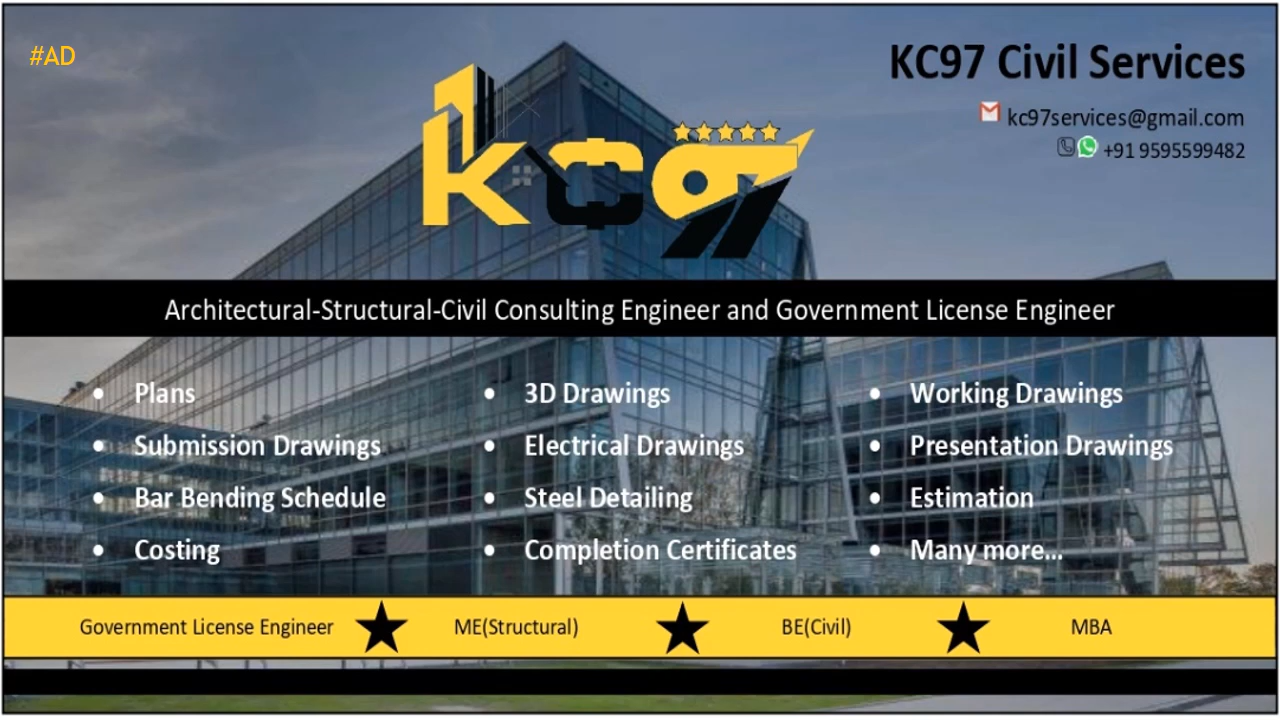 #AD
KC97 Civil Services
kc97services@gmail.com
+91 9595599482
kc97
Architectural-Structural-Civil Consulting Engineer and Government License Engineer
• Plans
• Submission Drawings
• Bar Bending Schedule
• Costing
• 3D Drawings
• Electrical Drawings
• Steel Detailing
• Completion Certificates
• Working Drawings
• Presentation Drawings
• Estimation
• Many more...
Government License Engineer ★ ME(Structural) ★ BE(Civil) ★ MBA